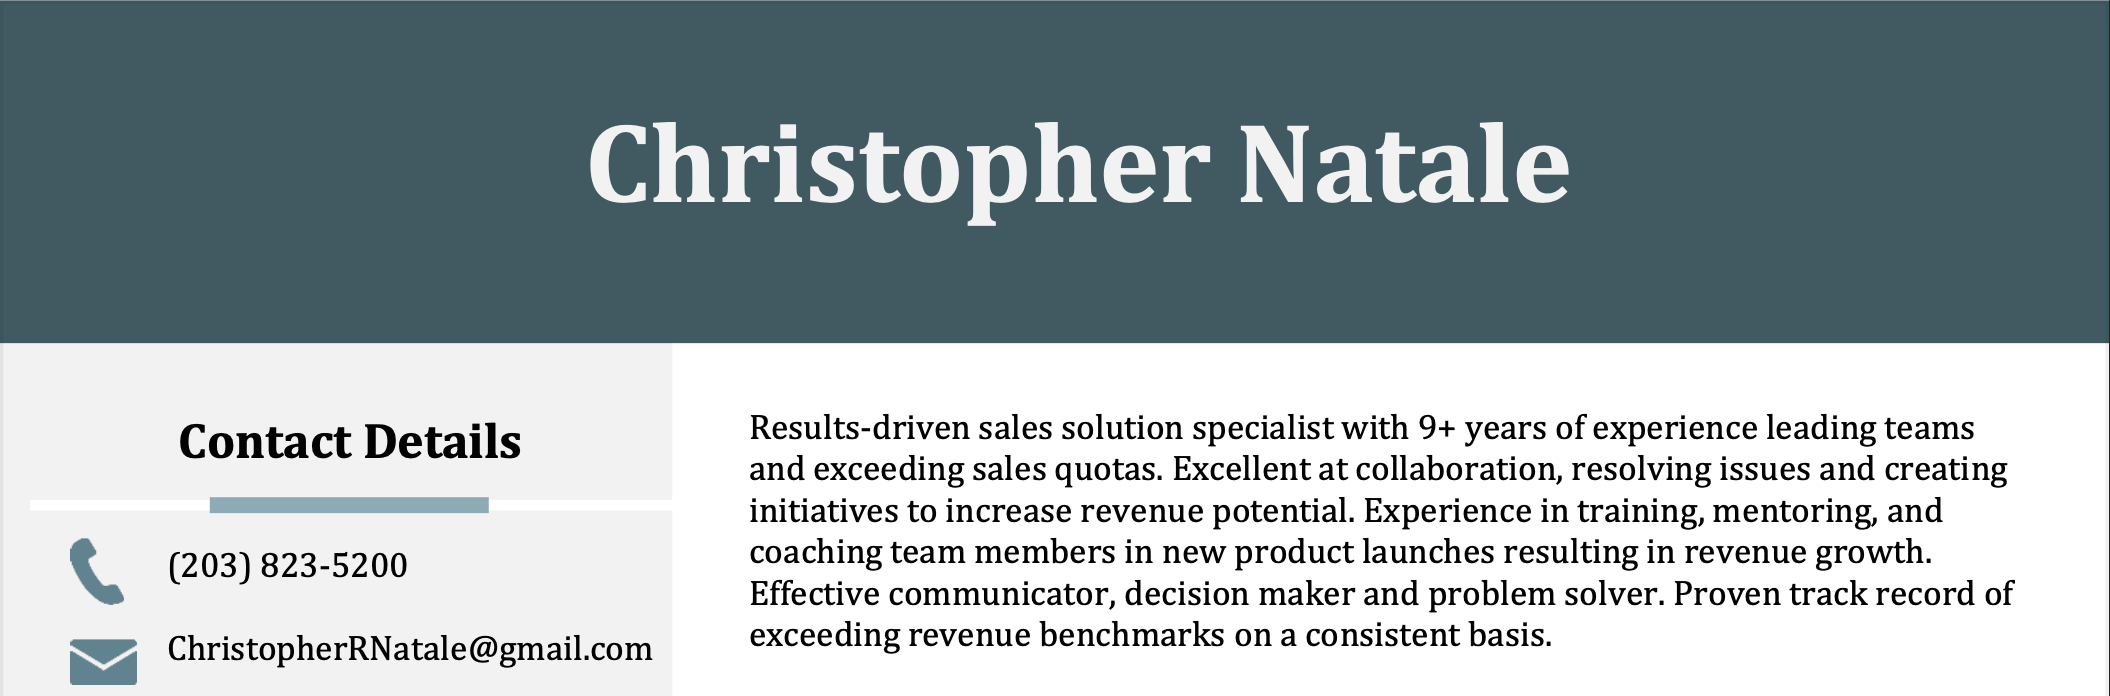 Christopher Natale
Contact Details
(203) 823-5200
ChristopherRNatale@gmail.com
Results-driven sales solution specialist with 9+ years of experience leading teams
and exceeding sales quotas. Excellent at collaboration, resolving issues and creating
initiatives to increase revenue potential. Experience in training, mentoring, and
coaching team members in new product launches resulting in revenue growth.
Effective communicator, decision maker and problem solver. Proven track record of
exceeding revenue benchmarks on a consistent basis.